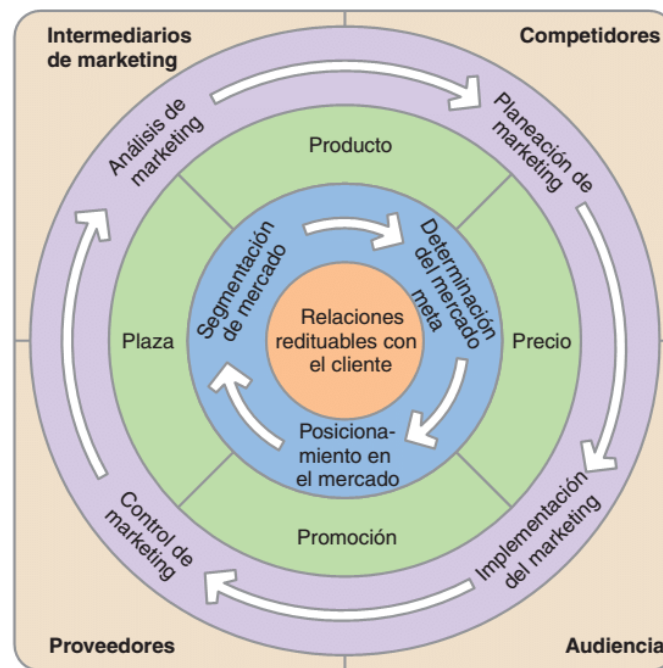 Intermediarios
de marketing
Competidores
Análisis de
marketing
Planeación de
marketing
Producto
Segmentación
de mercado
Determinación
del mercado
meta
Plaza
Relaciones
redituables con
el cliente
Precio
Posiciona-
miento en
el mercado
Promoción
Control de
marketing
Implementación
del marketing
Proveedores
Audiencia